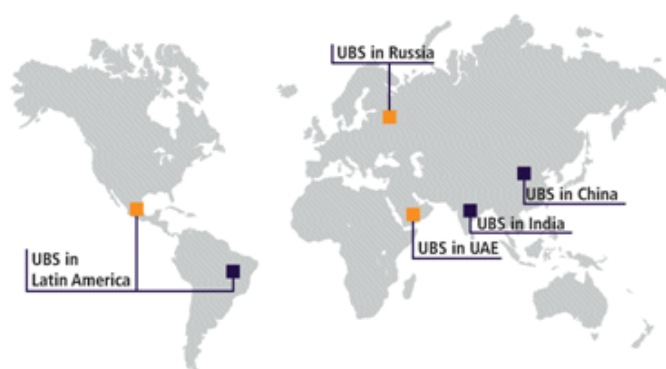 UBS in Russia
UBS in China
UBS in India
UBS in UAE
UBS in
Latin America